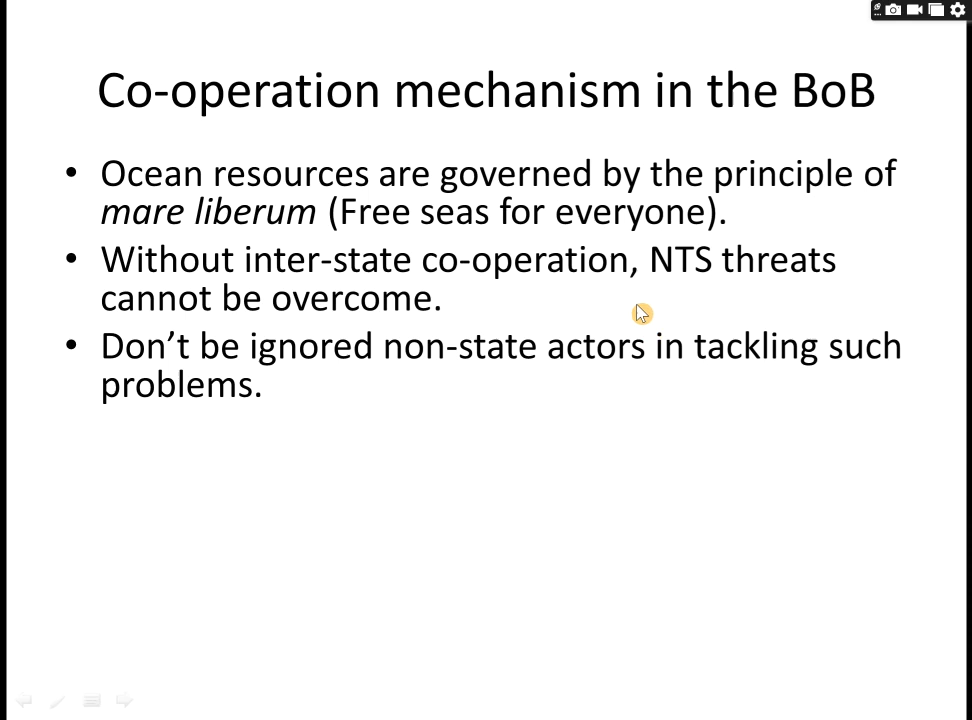 Co-operation mechanism in the BoB
• Ocean resources are governed by the principle of
mare liberum (Free seas for everyone).
• Without inter-state co-operation, NTS threats
cannot be overcome.
• Don’t be ignored non-state actors in tackling such
problems.